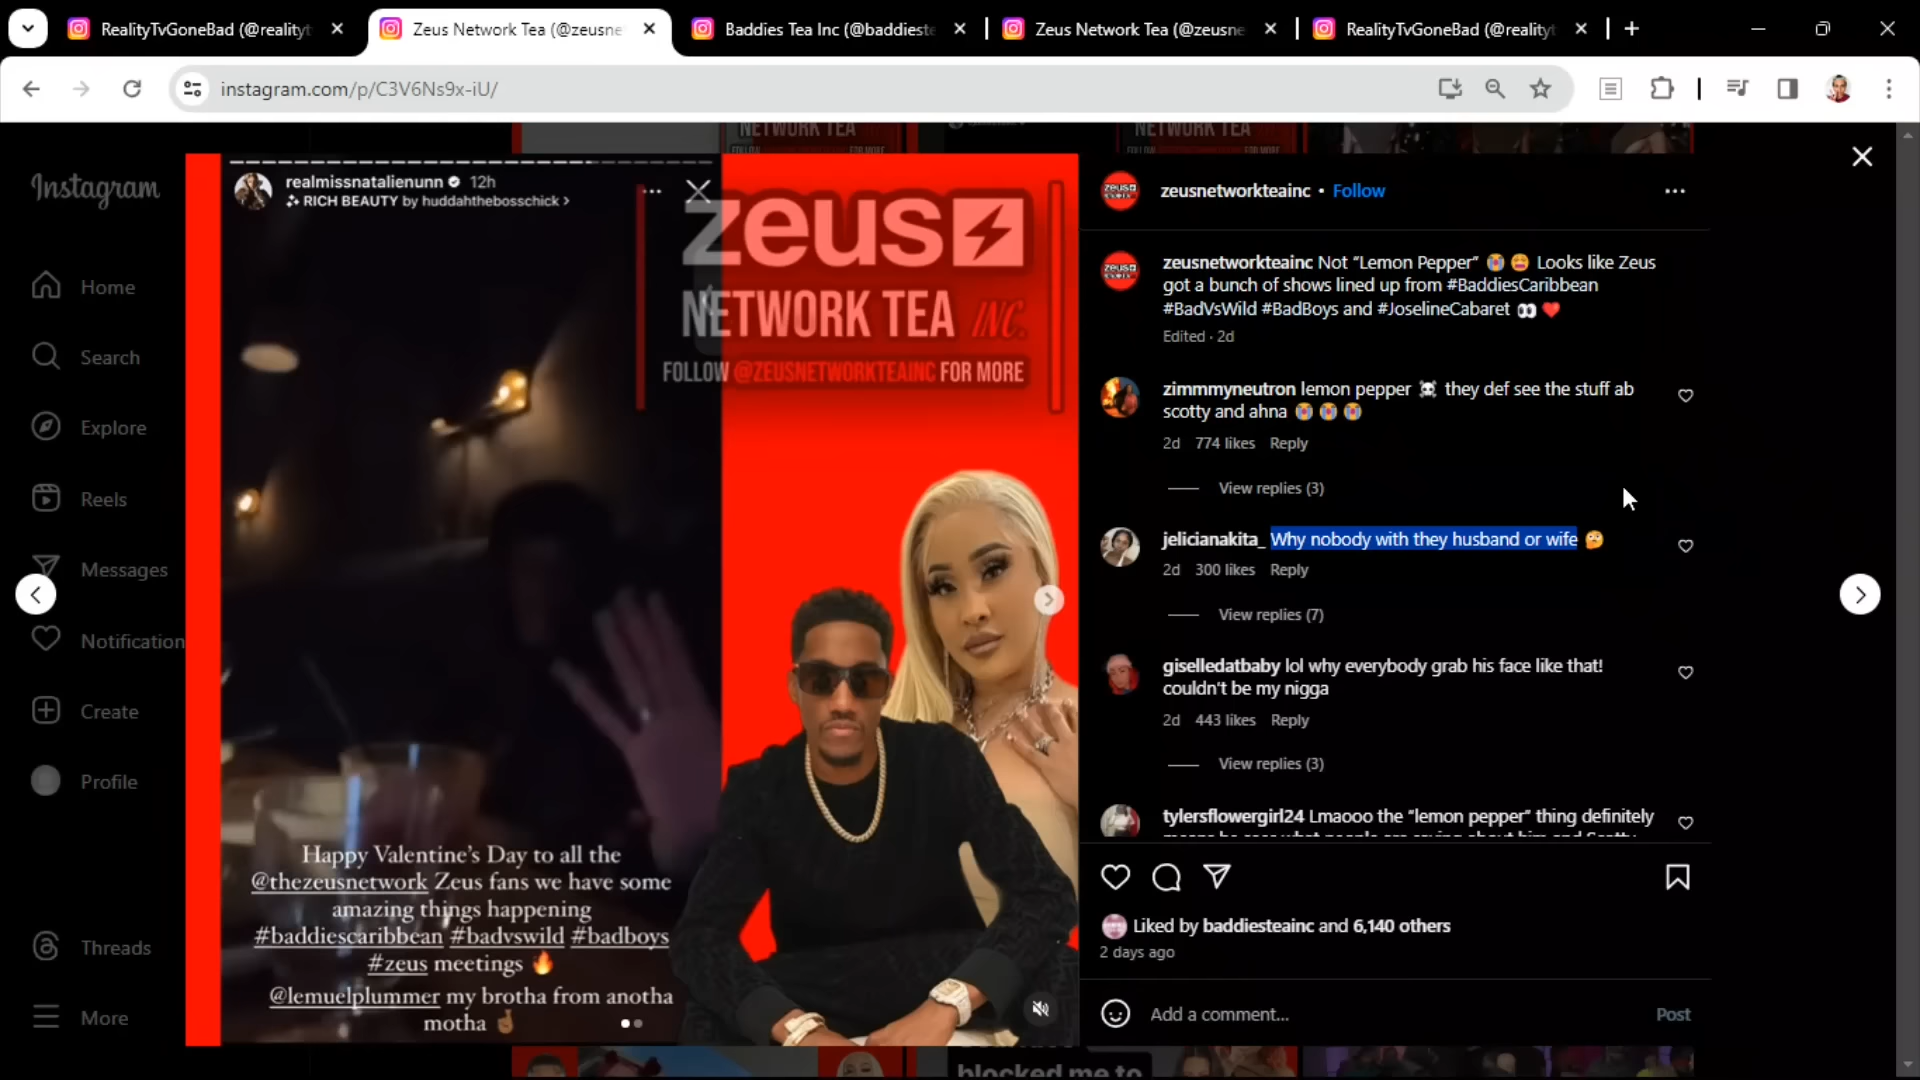 RealityTvGoneBad (@realityt
Zeus Network Tea (@zeusne
Baddies Tea Inc (@baddieste
Zeus Network Tea (@zeusne
RealityTvGoneBad (@realityt
instagram.com/p/C3V6Ns9x-iU/
NETWORK TEA
NETWORK TEA
Instagram
Home
Search
Explore
Reels
Messages
Notification
Create
Profile
Threads
More
realmissnatalienunn 12h
RICH BEAUTY by huddahthebosschick >
zeus
NETWORK TEA INC.
FOLLOW @ZEUSNETWORKTEAINC FOR MORE
Happy Valentine's Day to all the
@thezeusnetwork Zeus fans we have some
amazing things happening
#baddiescaribbean #badvswild #badboys
#zeus meetings 🔥
@lemuelplummer my brotha from anotha
motha 🤞🏾
zeusnetworkteainc • Follow
zeusnetworkteainc Not “Lemon Pepper” 😭 😩 Looks like Zeus
got a bunch of shows lined up from #BaddiesCaribbean
#BadVsWild #BadBoys and #JoselineCabaret 👀 ♥️
Edited · 2d
zimmmyneutron lemon pepper ☠️ they def see the stuff ab
scotty and ahna 😭 😭 😭
2d 774 likes Reply
View replies (3)
jelicianakita_ Why nobody with they husband or wife 🫤
2d 300 likes Reply
View replies (7)
giselledatbaby lol why everybody grab his face like that!
couldn't be my nigga
2d 443 likes Reply
View replies (3)
tylersflowergirl24 Lmaooo the “lemon pepper” thing definitely
Liked by baddiesteainc and 6,140 others
2 days ago
Add a comment...
Post
blocked me to